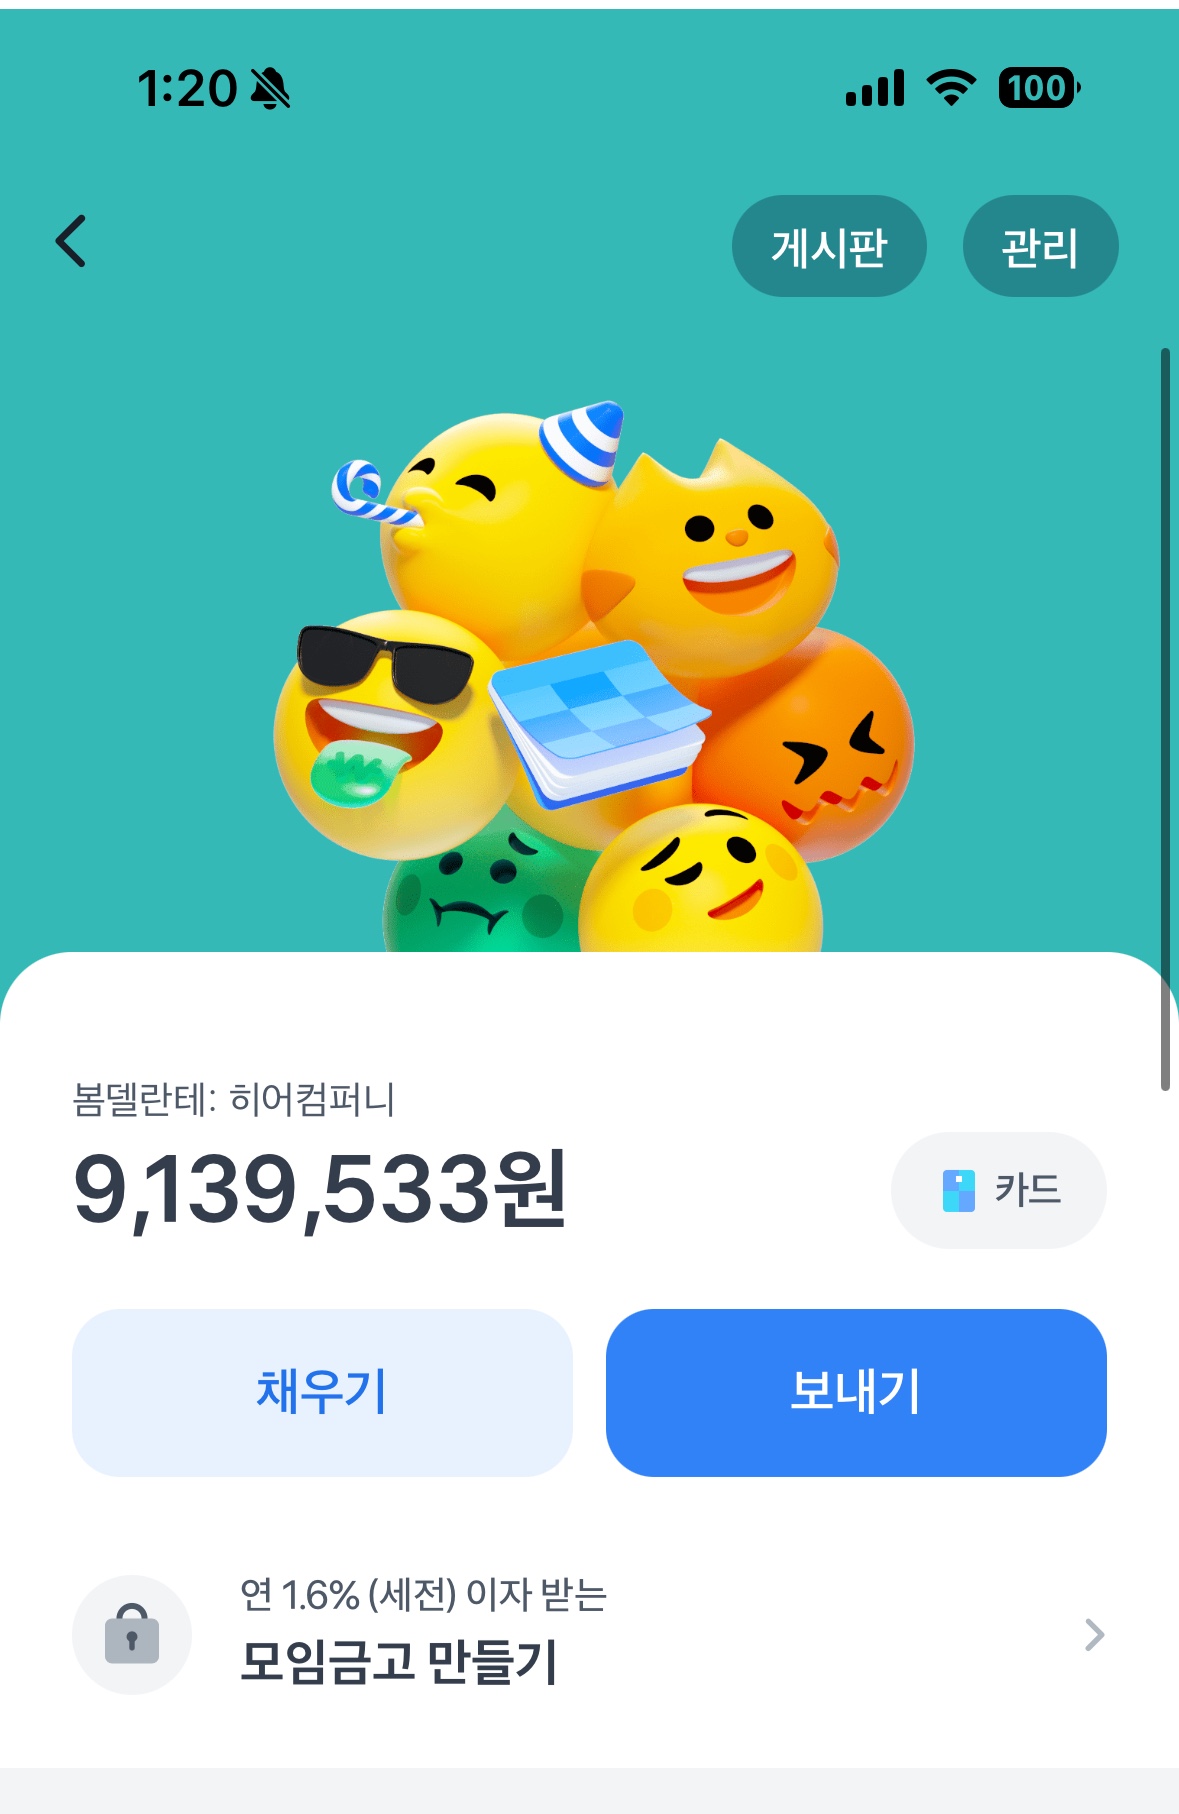 1:20
100
게시판
관리
봄델란테: 히어컴퍼니
9,139,533원
카드
채우기
보내기
연 1.6% (세전) 이자 받는
모임금고 만들기